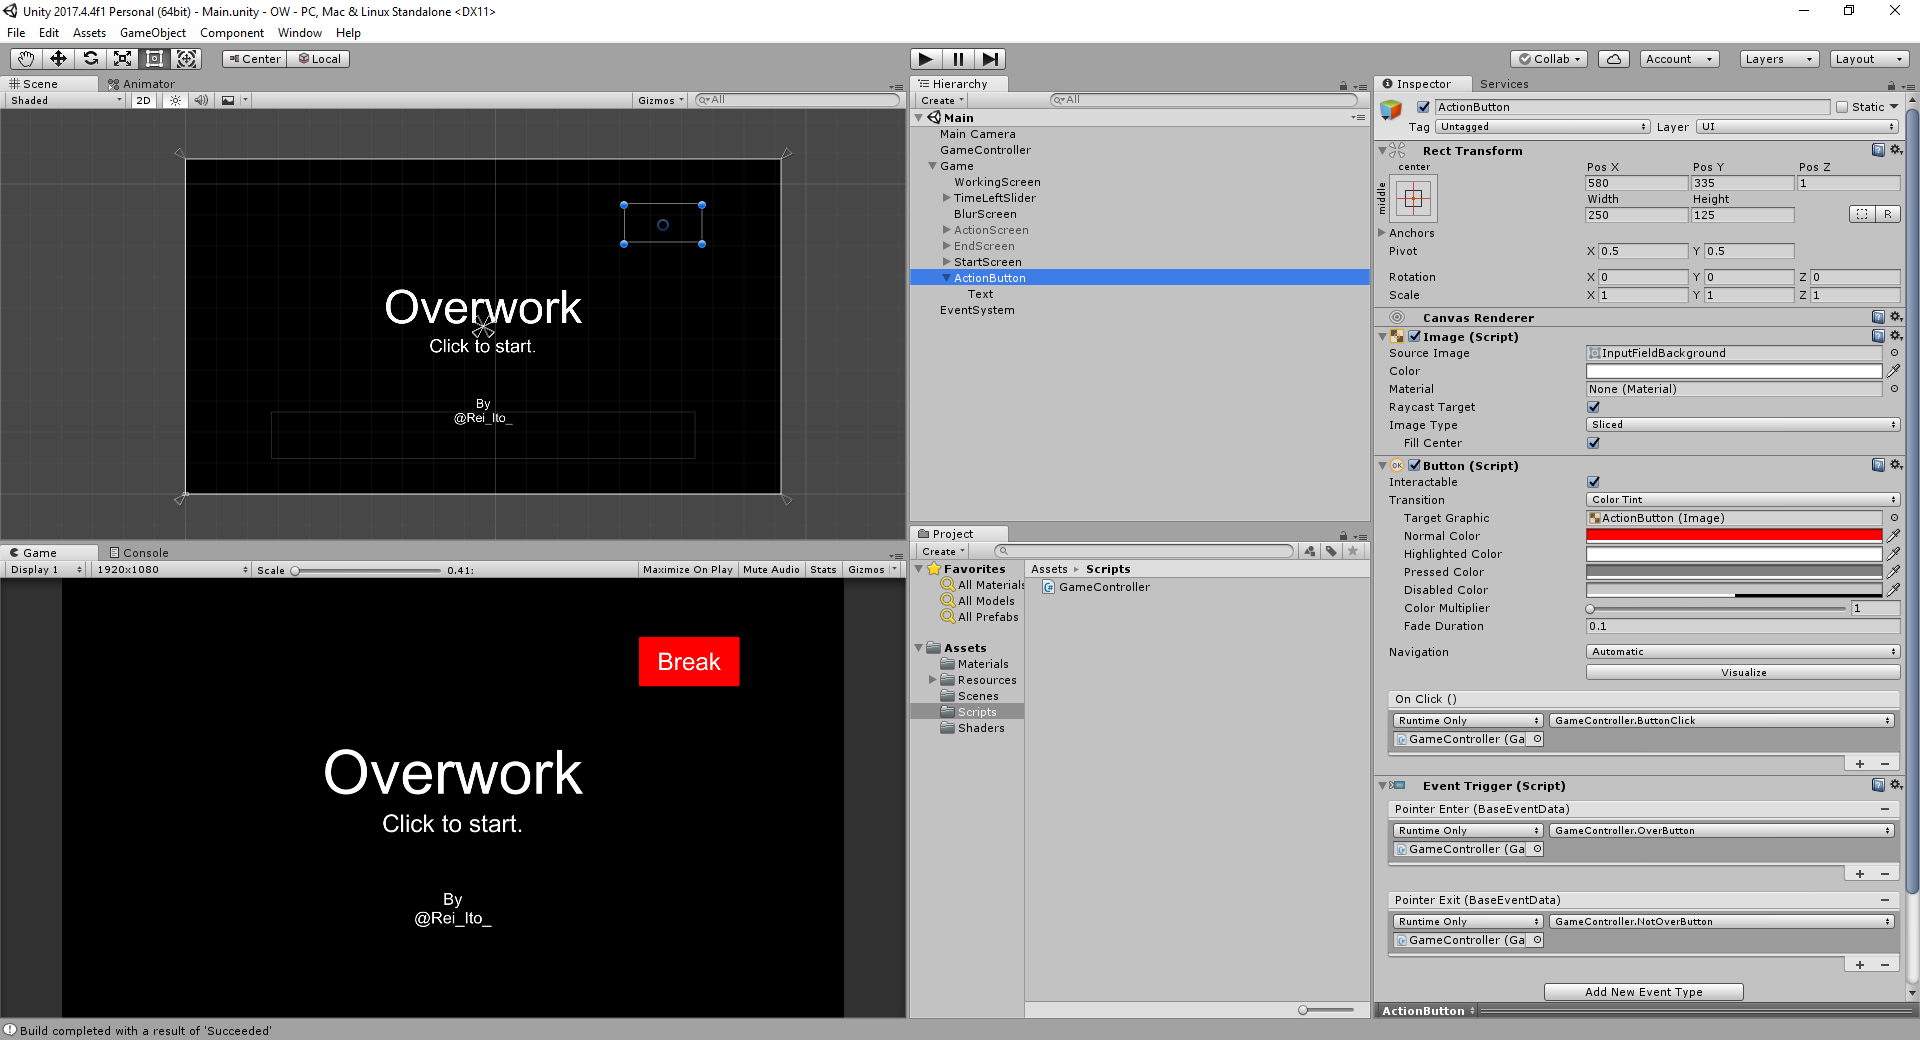 Unity 2017.4.4f1 Personal (64bit) - Main.unity - OW - PC, Mac & Linux Standalone <DX11>
File Edit Assets GameObject Component Window Help
Center Local
Collab Account Layers Layout
Scene Animator
Shaded 2D Gizmos All
Overwork
Click to start.
By
@Rei_Ito_
Game Console
Display 1 1920x1080 Scale 0.41: Maximize On Play Mute Audio Stats Gizmos
Break
Overwork
Click to start.
By
@Rei_Ito_
Hierarchy
Create All
Main
Main Camera
GameController
Game
WorkingScreen
TimeLeftSlider
BlurScreen
ActionScreen
EndScreen
StartScreen
ActionButton
Text
EventSystem
Project
Create
Favorites
All Materials
All Models
All Prefabs
Assets
Materials
Resources
Scenes
Scripts
Shaders
Assets Scripts
GameController
Inspector Services
ActionButton Static
Tag Untagged Layer UI
Rect Transform
center
middle
Pos X Pos Y Pos Z
580 335 1
Width Height
250 125 R
Anchors
Pivot X 0.5 Y 0.5
Rotation X 0 Y 0 Z 0
Scale X 1 Y 1 Z 1
Canvas Renderer
Image (Script)
Source Image InputFieldBackground
Color
Material None (Material)
Raycast Target
Image Type Sliced
Fill Center
OK Button (Script)
Interactable
Transition Color Tint
Target Graphic ActionButton (Image)
Normal Color
Highlighted Color
Pressed Color
Disabled Color
Color Multiplier 1
Fade Duration 0.1
Navigation Automatic
Visualize
On Click ()
Runtime Only GameController.ButtonClick
GameController (Ga
+ −
Event Trigger (Script)
Pointer Enter (BaseEventData) −
Runtime Only GameController.OverButton
GameController (Ga
+ −
Pointer Exit (BaseEventData) −
Runtime Only GameController.NotOverButton
GameController (Ga
+ −
Add New Event Type
ActionButton
Build completed with a result of 'Succeeded'